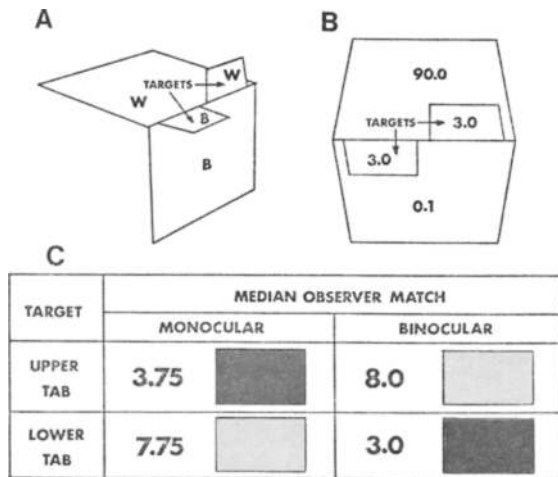 A
W
TARGETS
W
B
B
B
90.0
TARGETS
3.0
3.0
0.1
C
TARGET
MEDIAN OBSERVER MATCH
MONOCULAR
BINOCULAR
UPPER
TAB
3.75
8.0
LOWER
TAB
7.75
3.0